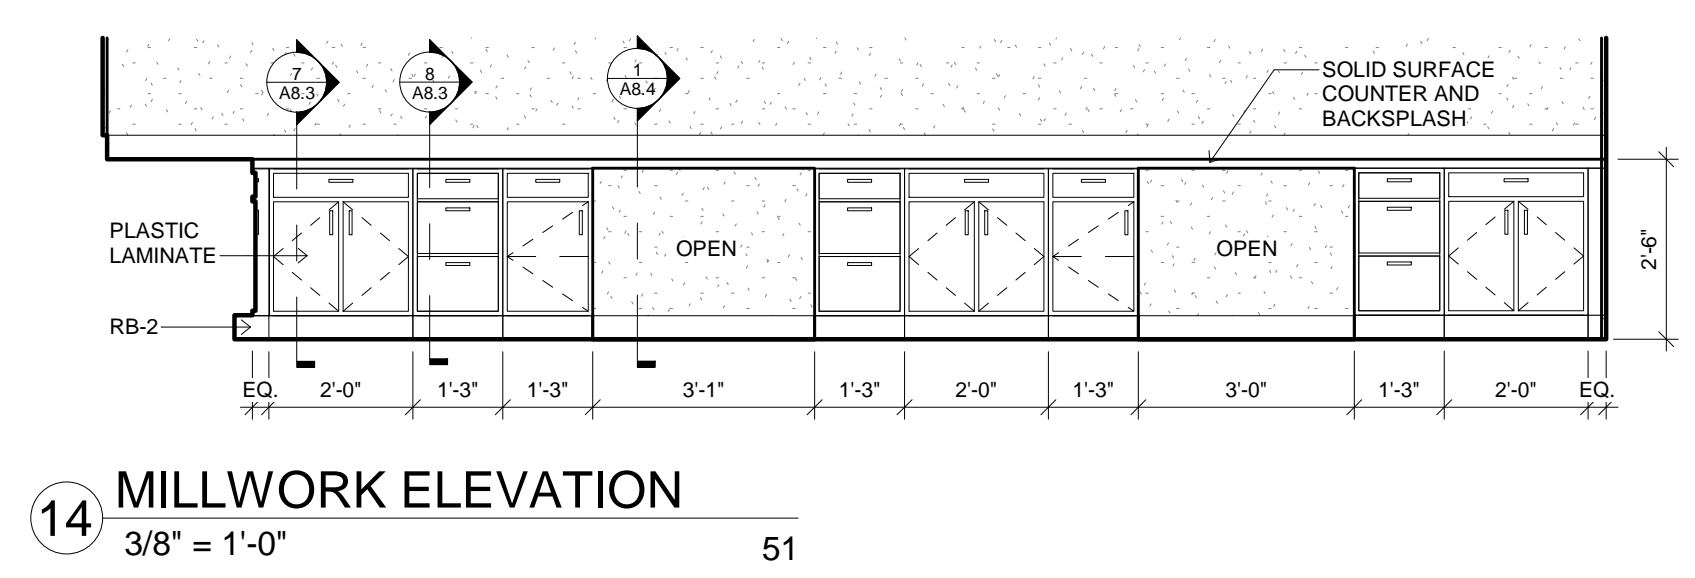 7
A8.3
8
A8.3
1
A8.4
SOLID SURFACE
COUNTER AND
BACKSPLASH
PLASTIC
LAMINATE
OPEN
OPEN
2'-6"
RB-2
EQ.
2'-0"
1'-3"
1'-3"
3'-1"
1'-3"
2'-0"
1'-3"
3'-0"
1'-3"
2'-0"
EQ.
14
MILLWORK ELEVATION
3/8" = 1'-0"
51